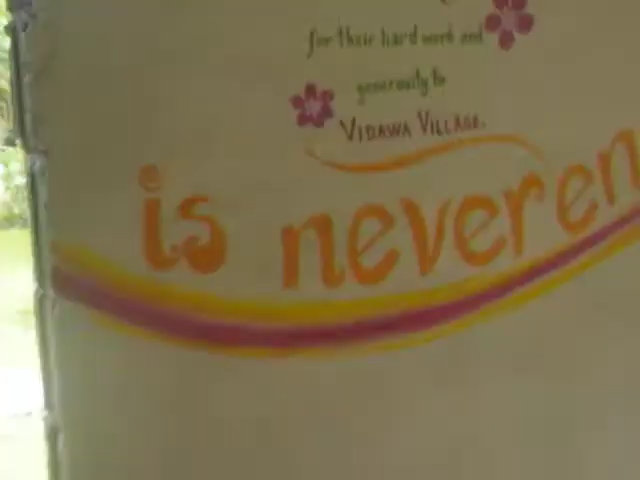 for their hard work and
generosity to
VIDAWA VILLAGE.
is never en